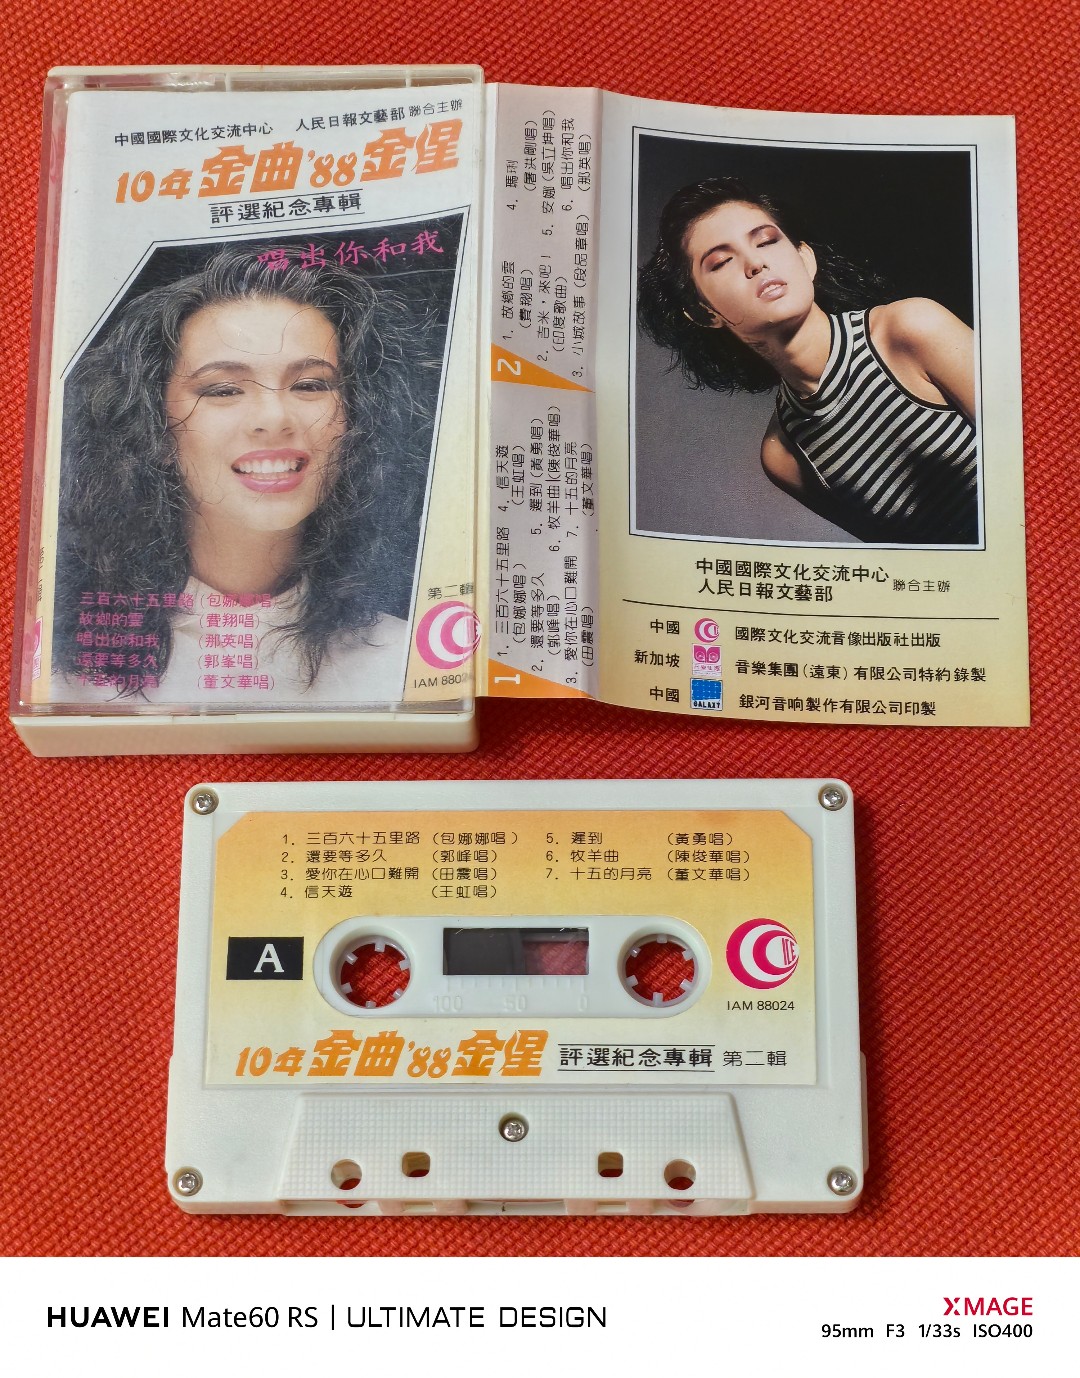 中國國際文化交流中心 人民日報文藝部 聯合主辦
10年金曲'88金星
評選紀念專輯
唱出你和我
三百六十五里路 (包娜娜唱)
故鄉的雲 (費翔唱)
唱出你和我 (那英唱)
還要等多久 (郭峯唱)
十五的月亮 (董文華唱)
第二輯
IAM 88024
1
1. 三百六十五里路
(包娜娜唱)
2. 還要等多久
(郭峰唱)
3. 愛你在心口難開
(田震唱)
4. 信天遊
(王虹唱)
5. 遲到(黃勇唱)
6. 牧羊曲(陳俊華唱)
7. 十五的月亮
(董文華唱)
2
1. 故鄉的雲
(費翔唱)
2. 吉米,來吧!
(印度歌曲)
3. 小城故事(段品章唱)
4. 瑪琍
(屠洪剛唱)
5. 安娜(吳立坤唱)
6. 唱出你和我
(那英唱)
中國國際文化交流中心
人民日報文藝部
聯合主辦
中國 國際文化交流音像出版社出版
新加坡 音樂集團(遠東)有限公司特約錄製
中國 GALAXY 銀河音响製作有限公司印製
1. 三百六十五里路 (包娜娜唱)
2. 還要等多久 (郭峰唱)
3. 愛你在心口難開 (田震唱)
4. 信天遊 (王虹唱)
5. 遲到 (黃勇唱)
6. 牧羊曲 (陳俊華唱)
7. 十五的月亮 (董文華唱)
A
100 50 0
ICE
IAM 88024
10年金曲'88金星 評選紀念專輯 第二輯
HUAWEI Mate60 RS | ULTIMATE DESIGN
XMAGE
95mm F3 1/33s ISO400